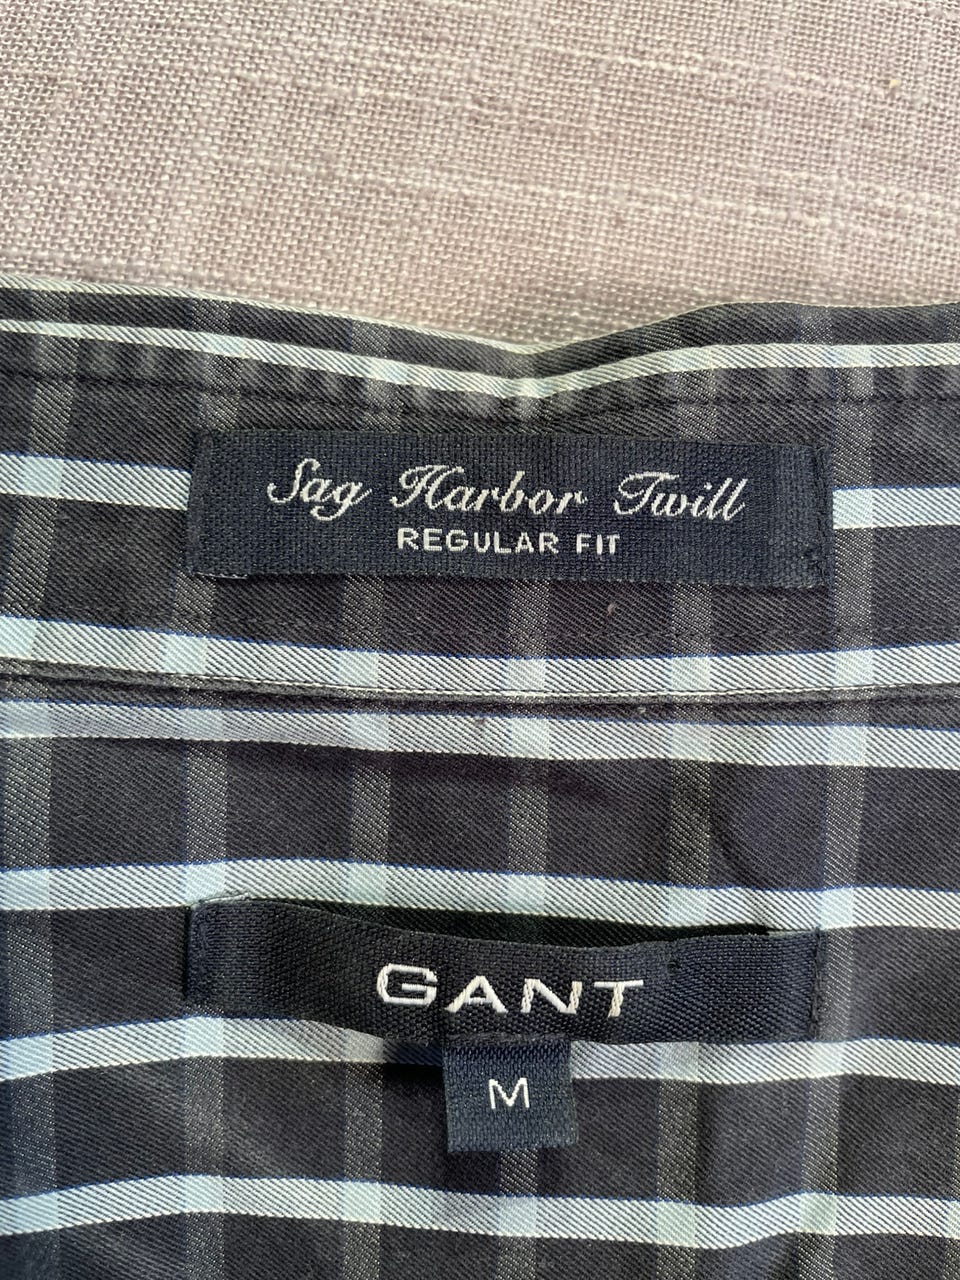 Sag Harbor Twill
REGULAR FIT
GANT
M